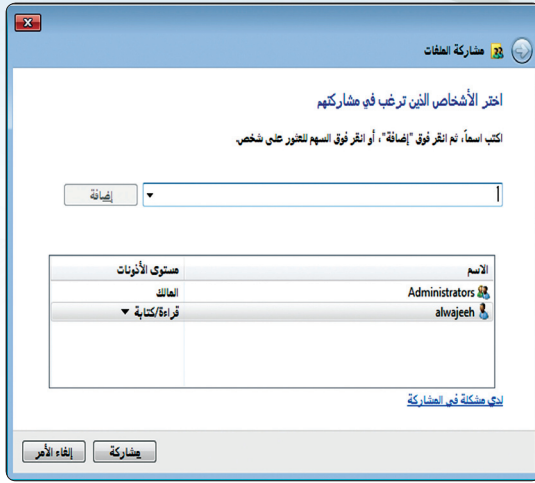 مشاركة الملفات
اختر الأشخاص الذين ترغب في مشاركتهم
اكتب اسماً، ثم انقر فوق "إضافة"، أو انقر فوق السهم للعثور على شخص.
إضافة
الاسم مستوى الأذونات
Administrators المالك
alwajeeh قراءة/كتابة
لدي مشكلة في المشاركة
مشاركة إلغاء الأمر